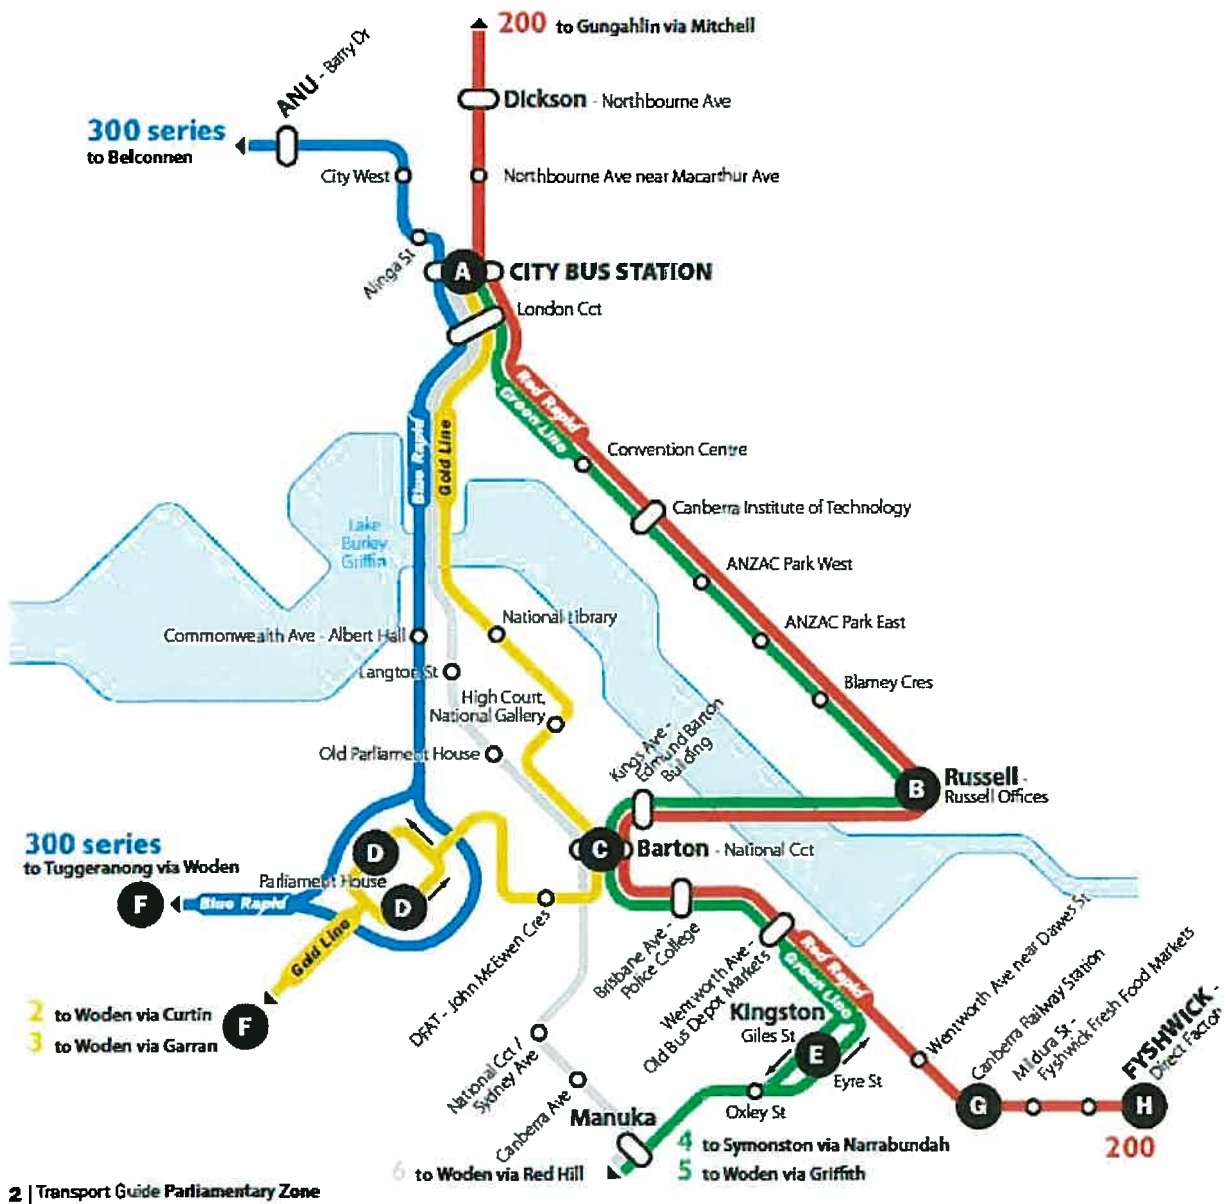 200 to Gungahlin via Mitchell
ANU - Barry Dr
Dickson - Northbourne Ave
300 series
to Belconnen
City West
Northbourne Ave near Macarthur Ave
Alinga St
A
CITY BUS STATION
London Cct
Red Rapid
Green Line
Blue Rapid
Gold Line
Convention Centre
Canberra Institute of Technology
Lake
Burley
Griffin
ANZAC Park West
National Library
ANZAC Park East
Commonwealth Ave - Albert Hall
Langton St
Blamey Cres
High Court,
National Gallery
Kings Ave -
Edmund Barton
Building
Old Parliament House
B
Russell -
Russell Offices
300 series
to Tuggeranong via Woden
D
C
Barton - National Cct
Parliament House
F
Blue Rapid
D
Gold Line
DFAT - John McEwen Cres
Brisbane Ave -
Police College
Wentworth Ave -
Old Bus Depot Markets
Red Rapid
Green Line
Wentworth Ave near Dawes St
Canberra Railway Station
Mildura St -
Fyshwick Fresh Food Markets
FYSHWICK -
Direct Factor
2 to Woden via Curtin
3 to Woden via Garran
F
Kingston
Giles St
E
Eyre St
National Cct /
Sydney Ave
Canberra Ave
Oxley St
G
H
200
Manuka
4 to Symonston via Narrabundah
5 to Woden via Griffith
6 to Woden via Red Hill
2 | Transport Guide Parliamentary Zone